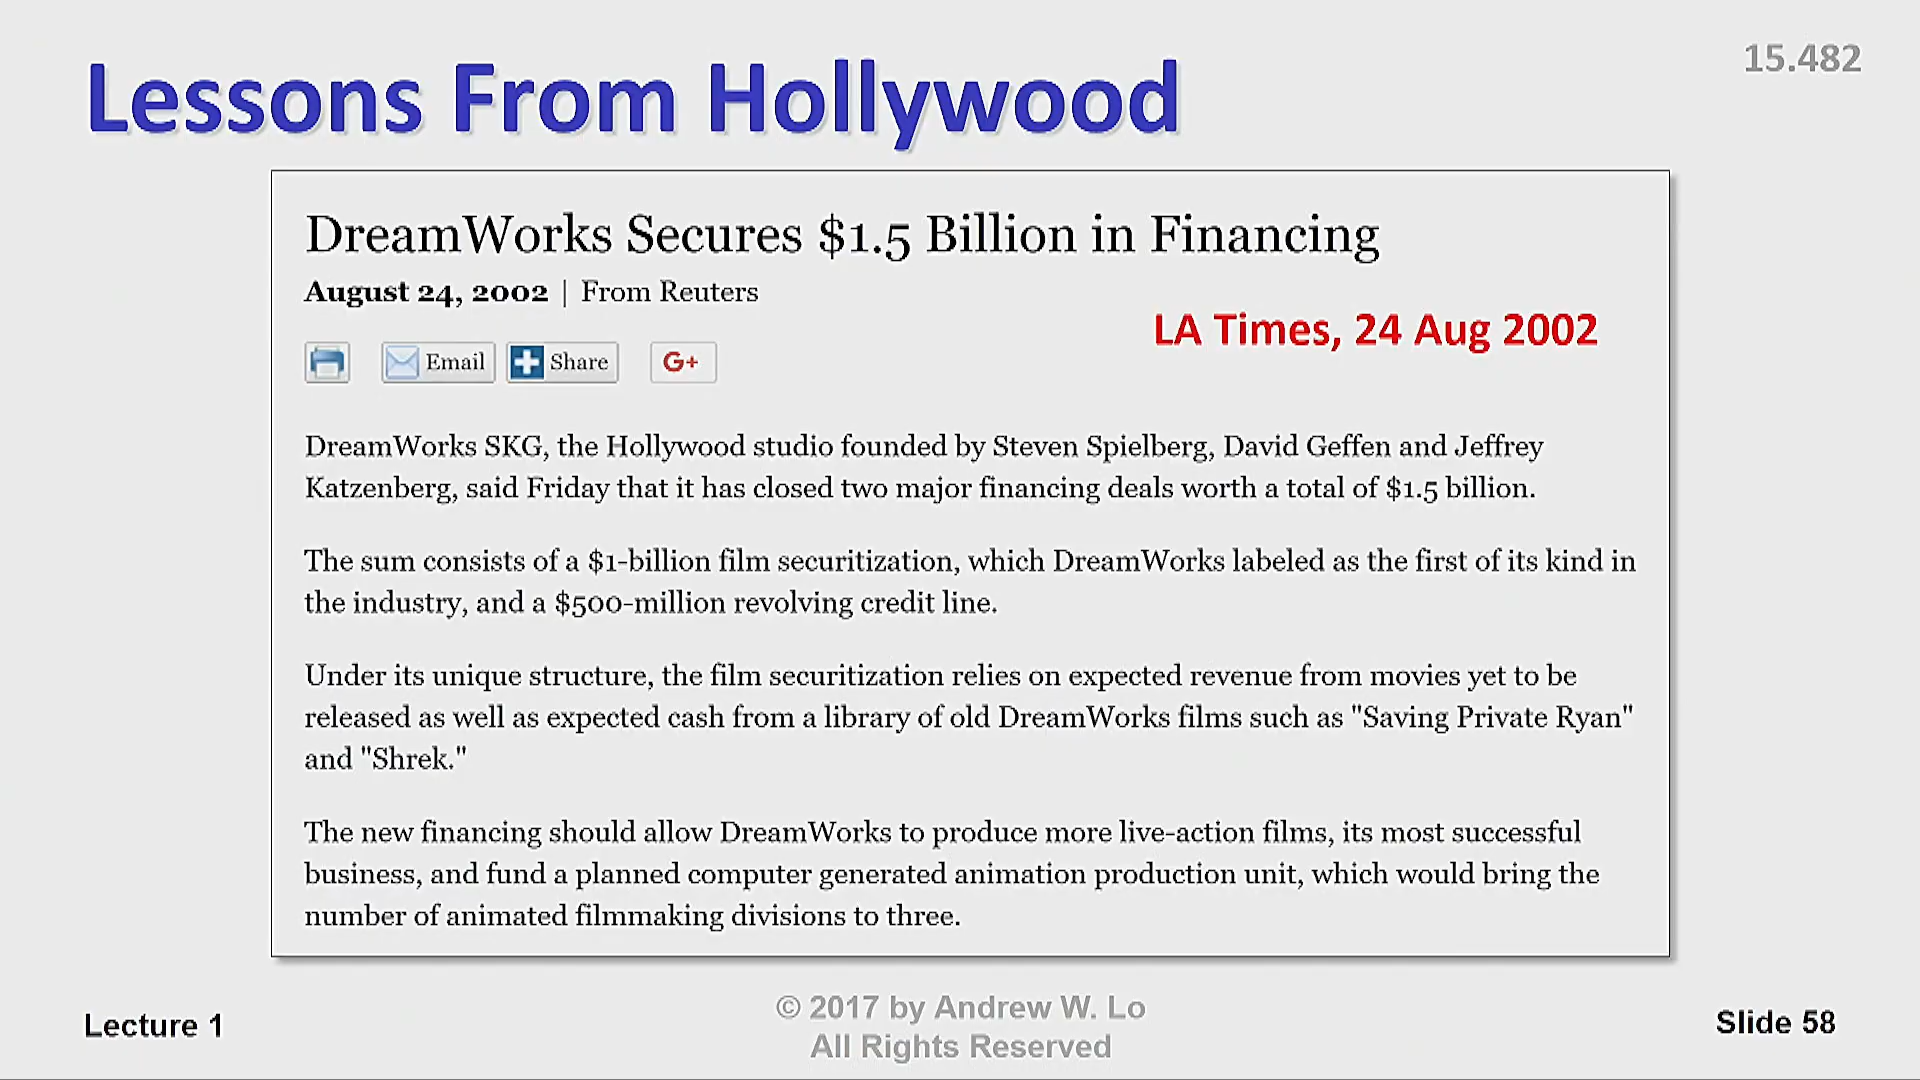 15.482
Lessons From Hollywood
DreamWorks Secures $1.5 Billion in Financing
August 24, 2002 | From Reuters
LA Times, 24 Aug 2002
Email Share G+
DreamWorks SKG, the Hollywood studio founded by Steven Spielberg, David Geffen and Jeffrey
Katzenberg, said Friday that it has closed two major financing deals worth a total of $1.5 billion.
The sum consists of a $1-billion film securitization, which DreamWorks labeled as the first of its kind in
the industry, and a $500-million revolving credit line.
Under its unique structure, the film securitization relies on expected revenue from movies yet to be
released as well as expected cash from a library of old DreamWorks films such as "Saving Private Ryan"
and "Shrek."
The new financing should allow DreamWorks to produce more live-action films, its most successful
business, and fund a planned computer generated animation production unit, which would bring the
number of animated filmmaking divisions to three.
Lecture 1
© 2017 by Andrew W. Lo
All Rights Reserved
Slide 58